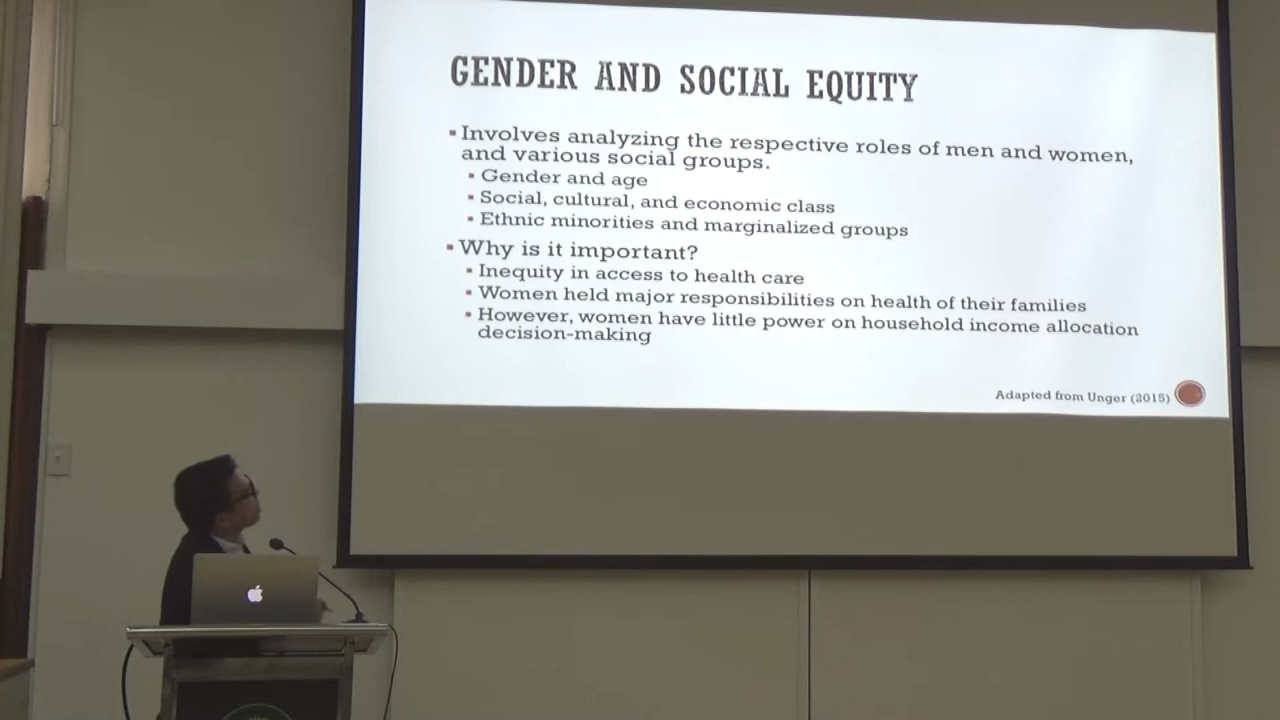 GENDER AND SOCIAL EQUITY
▪ Involves analyzing the respective roles of men and women,
and various social groups.
▪ Gender and age
▪ Social, cultural, and economic class
▪ Ethnic minorities and marginalized groups
▪ Why is it important?
▪ Inequity in access to health care
▪ Women held major responsibilities on health of their families
▪ However, women have little power on household income allocation
decision-making
Adapted from Unger (2015)